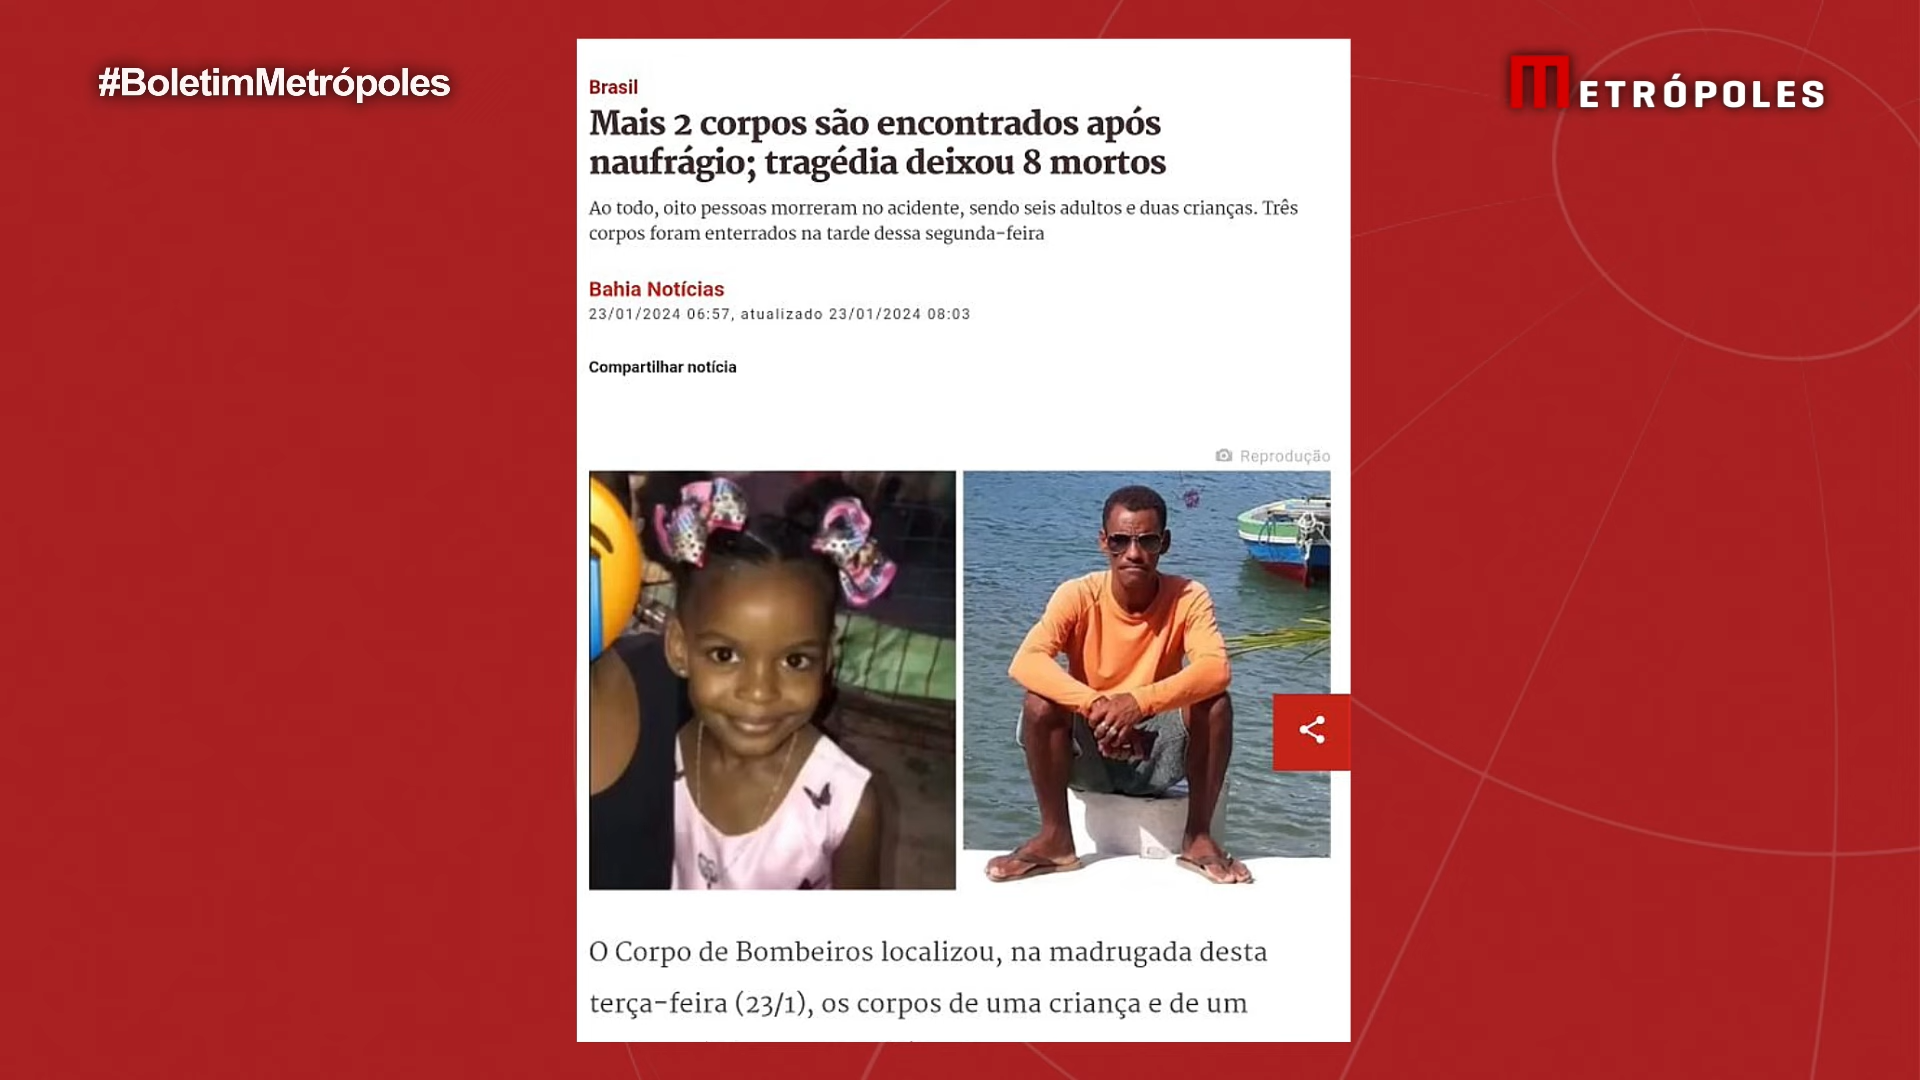 #BoletimMetrópoles
METRÓPOLES
Brasil
Mais 2 corpos são encontrados após
naufrágio; tragédia deixou 8 mortos
Ao todo, oito pessoas morreram no acidente, sendo seis adultos e duas crianças. Três
corpos foram enterrados na tarde dessa segunda-feira
Bahia Notícias
23/01/2024 06:57, atualizado 23/01/2024 08:03
Compartilhar notícia
Reprodução
O Corpo de Bombeiros localizou, na madrugada desta
terça-feira (23/1), os corpos de uma criança e de um